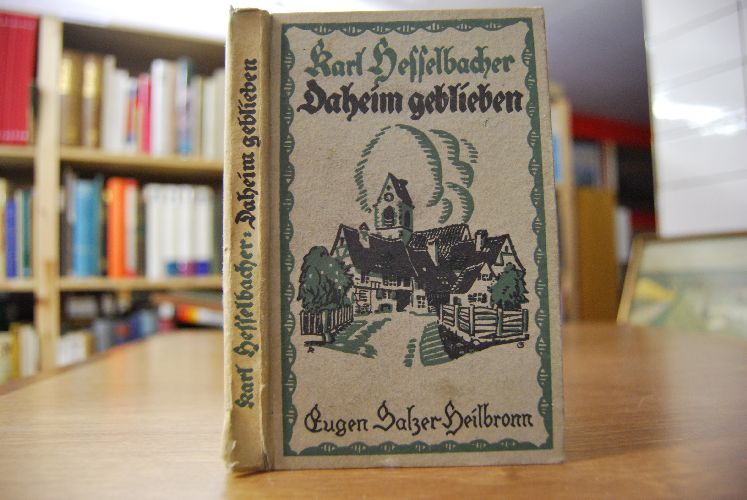 Karl Hesselbacher
Daheim geblieben
Eugen Salzer-Heilbronn
Karl Hesselbacher: Daheim geblieben